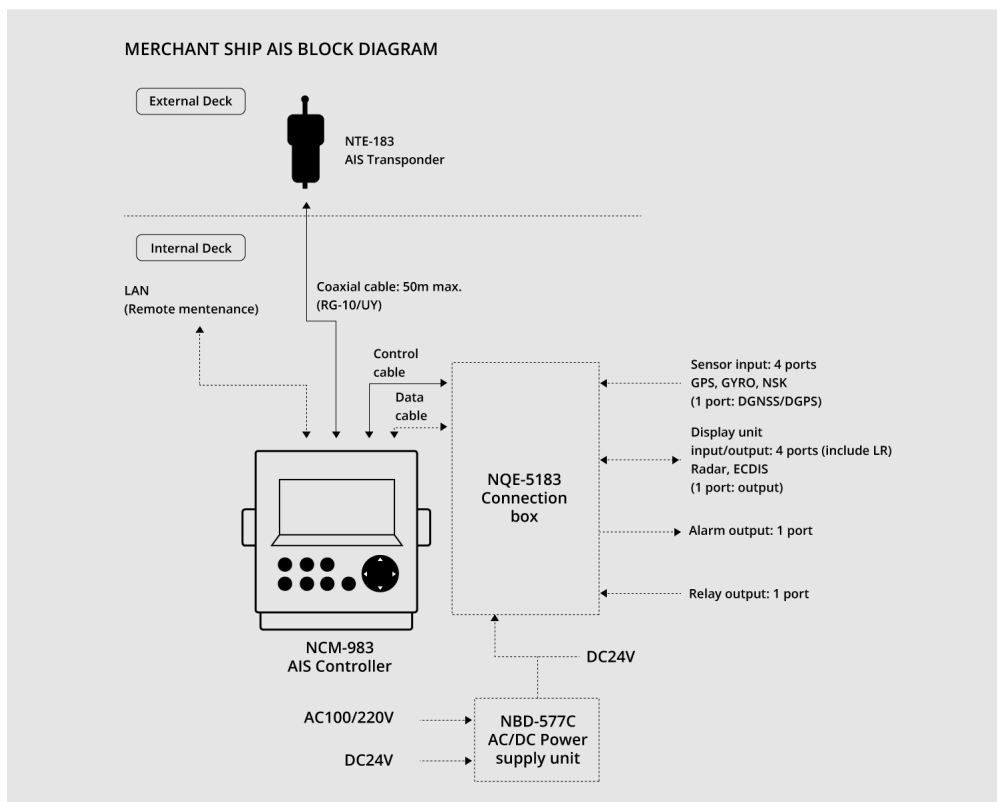 MERCHANT SHIP AIS BLOCK DIAGRAM
External Deck
NTE-183
AIS Transponder
Internal Deck
LAN
(Remote mentenance)
Coaxial cable: 50m max.
(RG-10/UY)
Control
cable
Data
cable
Sensor input: 4 ports
GPS, GYRO, NSK
(1 port: DGNSS/DGPS)
Display unit
input/output: 4 ports (include LR)
Radar, ECDIS
(1 port: output)
NQE-5183
Connection
box
Alarm output: 1 port
Relay output: 1 port
NCM-983
AIS Controller
DC24V
AC100/220V
DC24V
NBD-577C
AC/DC Power
supply unit